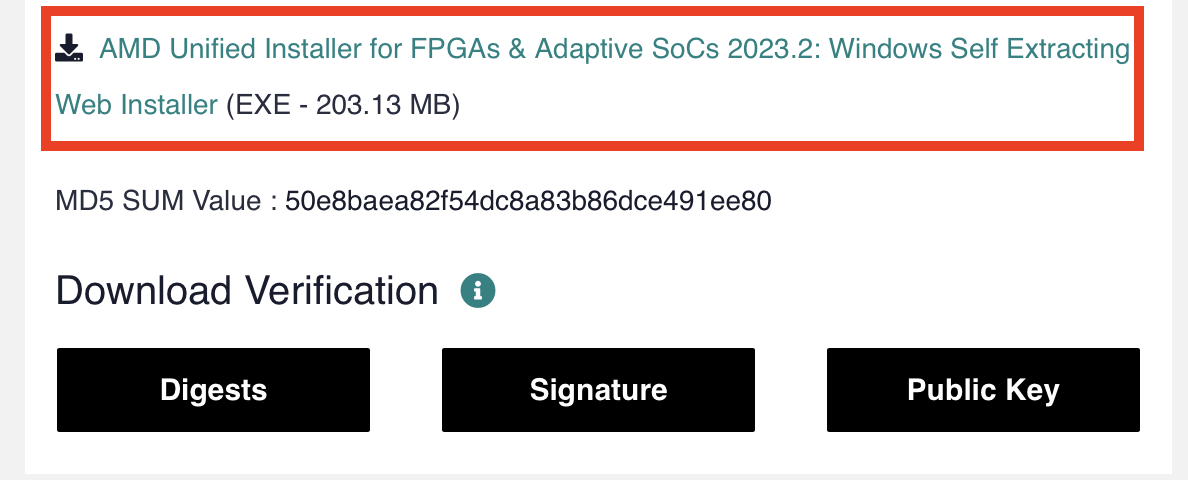 AMD Unified Installer for FPGAs & Adaptive SoCs 2023.2: Windows Self Extracting
Web Installer (EXE - 203.13 MB)
MD5 SUM Value : 50e8baea82f54dc8a83b86dce491ee80
Download Verification
Digests
Signature
Public Key